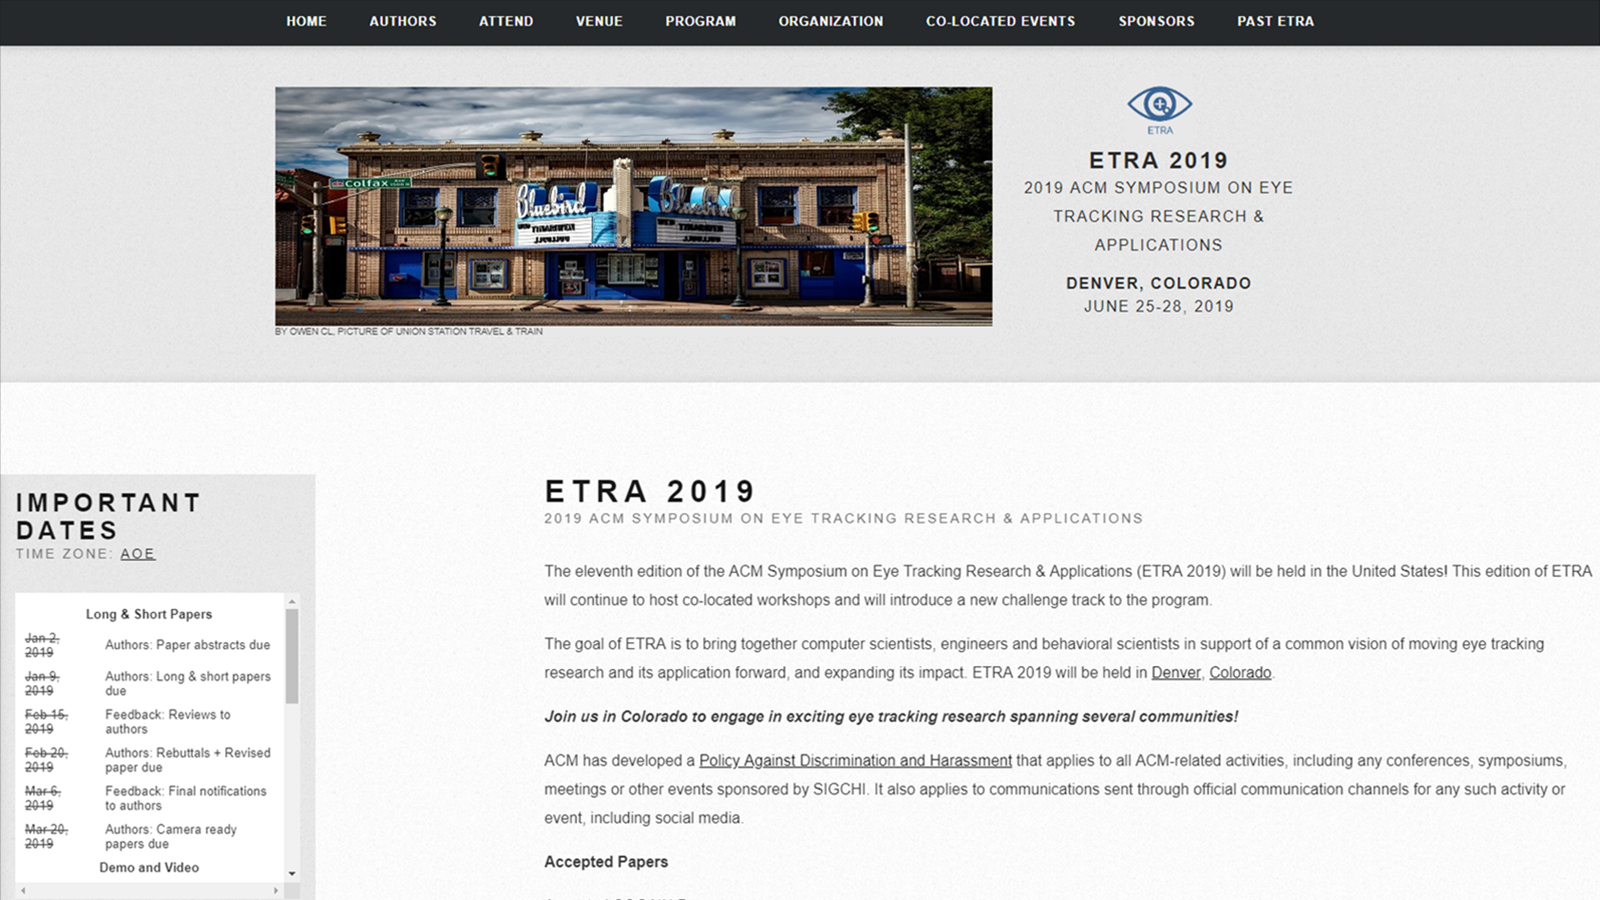 HOME AUTHORS ATTEND VENUE PROGRAM ORGANIZATION CO-LOCATED EVENTS SPONSORS PAST ETRA
Colfax
Bluebird
BY OWEN CL, PICTURE OF UNION STATION TRAVEL & TRAIN
ETRA
ETRA 2019
2019 ACM SYMPOSIUM ON EYE
TRACKING RESEARCH &
APPLICATIONS
DENVER, COLORADO
JUNE 25-28, 2019
IMPORTANT
DATES
TIME ZONE: AOE
Long & Short Papers
Jan 2, 2019 Authors: Paper abstracts due
Jan 9, 2019 Authors: Long & short papers due
Feb 15, 2019 Feedback: Reviews to authors
Feb 20, 2019 Authors: Rebuttals + Revised paper due
Mar 6, 2019 Feedback: Final notifications to authors
Mar 20, 2019 Authors: Camera ready papers due
Demo and Video
ETRA 2019
2019 ACM SYMPOSIUM ON EYE TRACKING RESEARCH & APPLICATIONS
The eleventh edition of the ACM Symposium on Eye Tracking Research & Applications (ETRA 2019) will be held in the United States! This edition of ETRA
will continue to host co-located workshops and will introduce a new challenge track to the program.
The goal of ETRA is to bring together computer scientists, engineers and behavioral scientists in support of a common vision of moving eye tracking
research and its application forward, and expanding its impact. ETRA 2019 will be held in Denver, Colorado.
Join us in Colorado to engage in exciting eye tracking research spanning several communities!
ACM has developed a Policy Against Discrimination and Harassment that applies to all ACM-related activities, including any conferences, symposiums,
meetings or other events sponsored by SIGCHI. It also applies to communications sent through official communication channels for any such activity or
event, including social media.
Accepted Papers